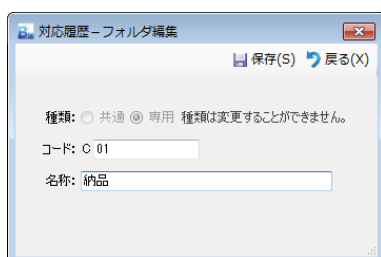 対応履歴－フォルダ編集
保存(S) 戻る(X)
種類: 共通 専用 種類は変更することができません。
コード: C 01
名称: 納品